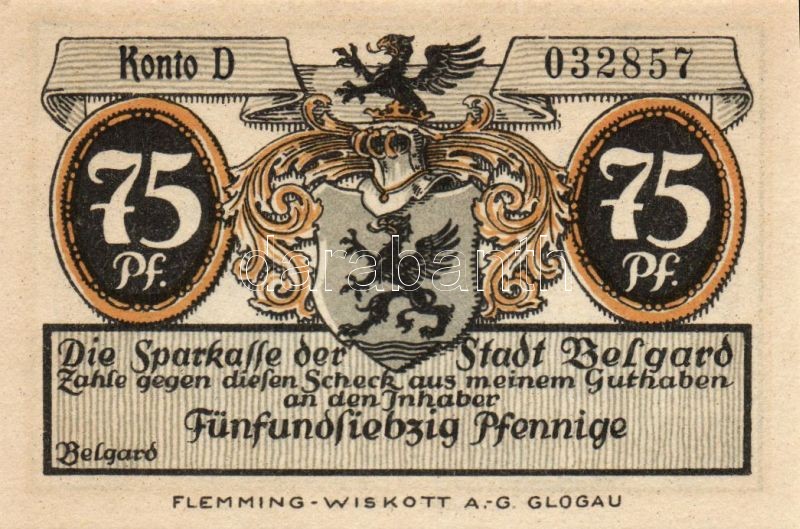 Konto D
032857
75
Pf.
75
Pf.
darabanth
Die Sparkasse der Stadt Belgard
Zahle gegen diesen Scheck aus meinem Guthaben
an den Inhaber
Fünfundsiebzig Pfennige
Belgard
FLEMMING-WISKOTT A.-G. GLOGAU